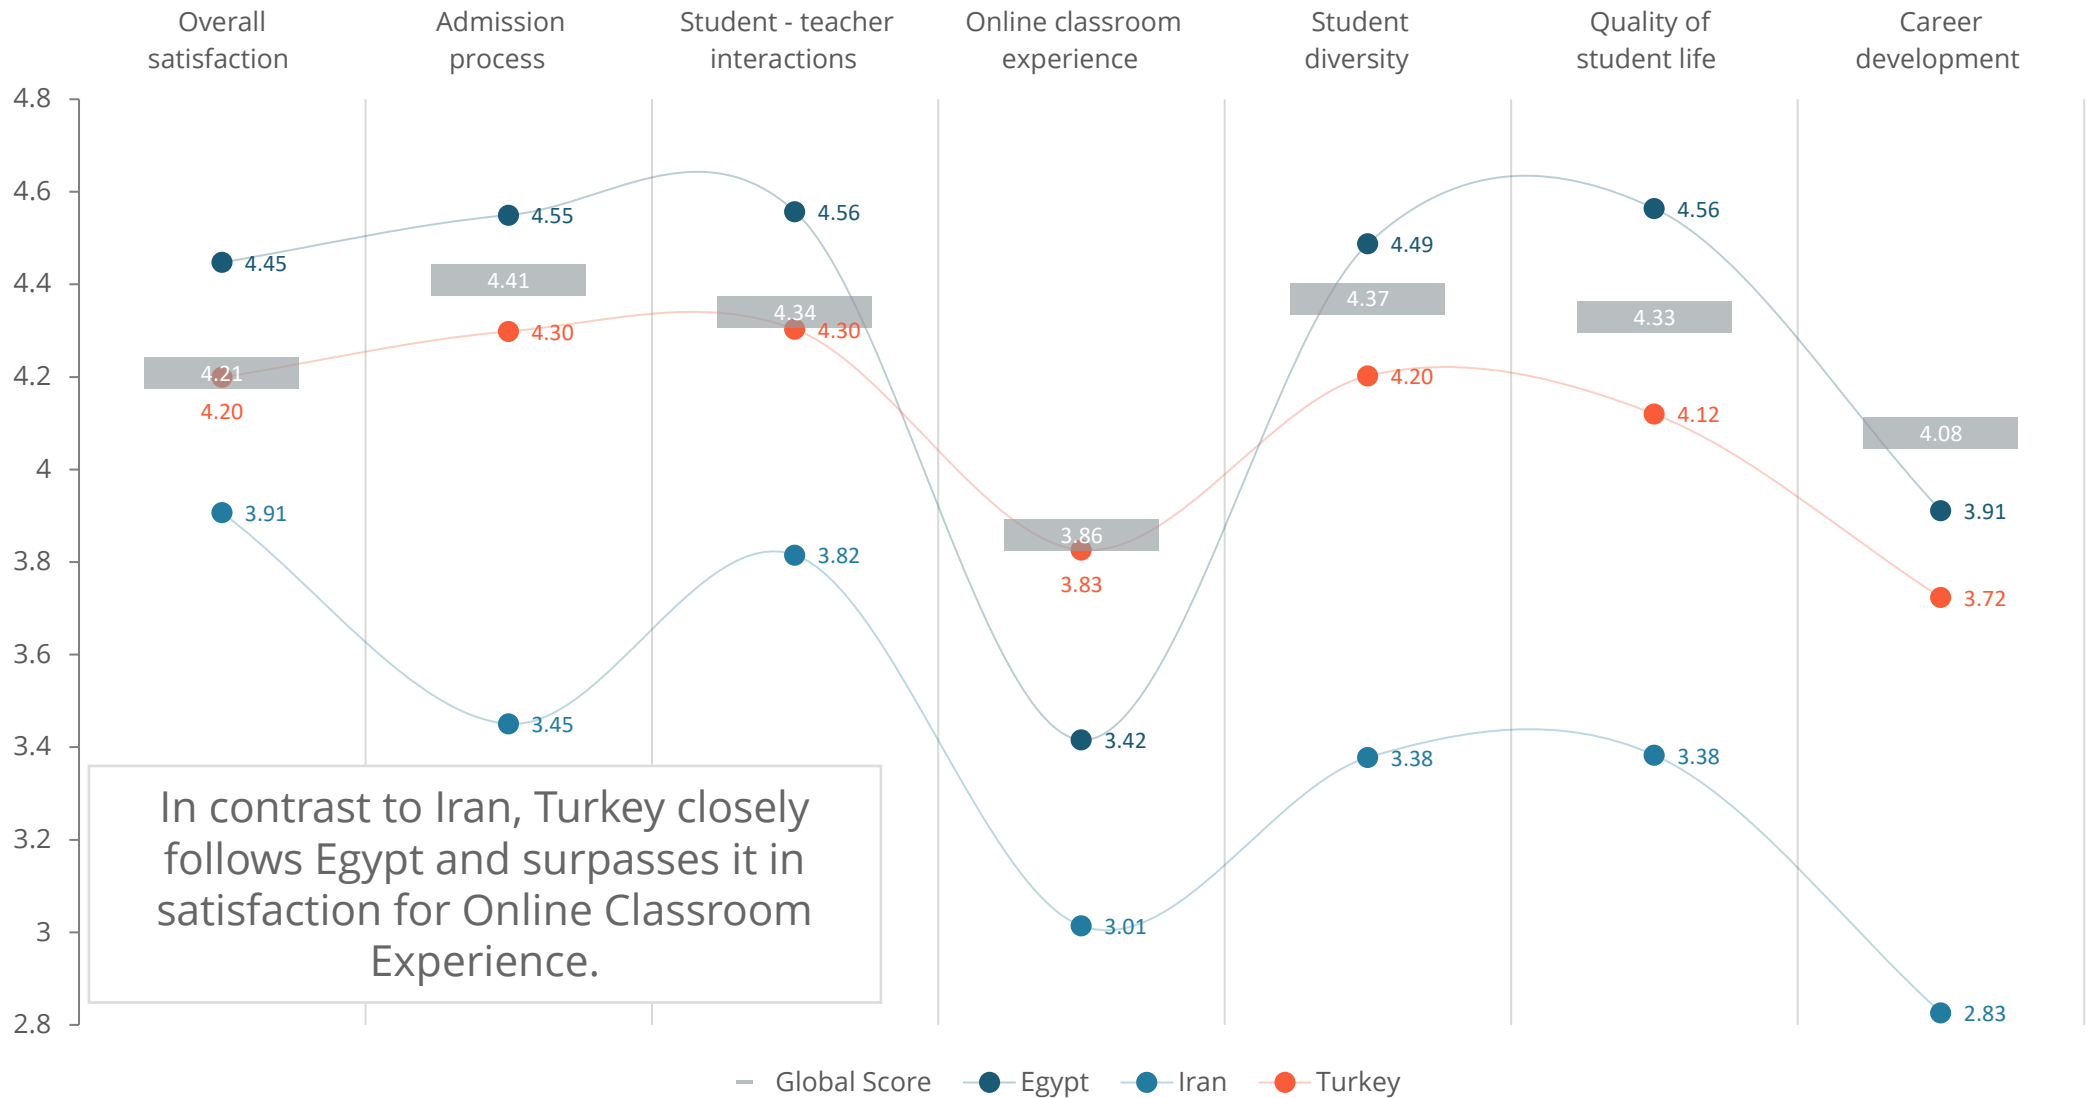 Overall
satisfaction
Admission
process
Student - teacher
interactions
Online classroom
experience
Student
diversity
Quality of
student life
Career
development
4.8
4.6
4.4
4.2
4
3.8
3.6
3.4
3.2
3
2.8
4.45
4.21
4.20
3.91
4.55
4.41
4.30
3.45
4.56
4.34
4.30
3.82
3.86
3.83
3.42
3.01
4.49
4.37
4.20
3.38
4.56
4.33
4.12
3.38
4.08
3.91
3.72
2.83
In contrast to Iran, Turkey closely
follows Egypt and surpasses it in
satisfaction for Online Classroom
Experience.
Global Score Egypt Iran Turkey